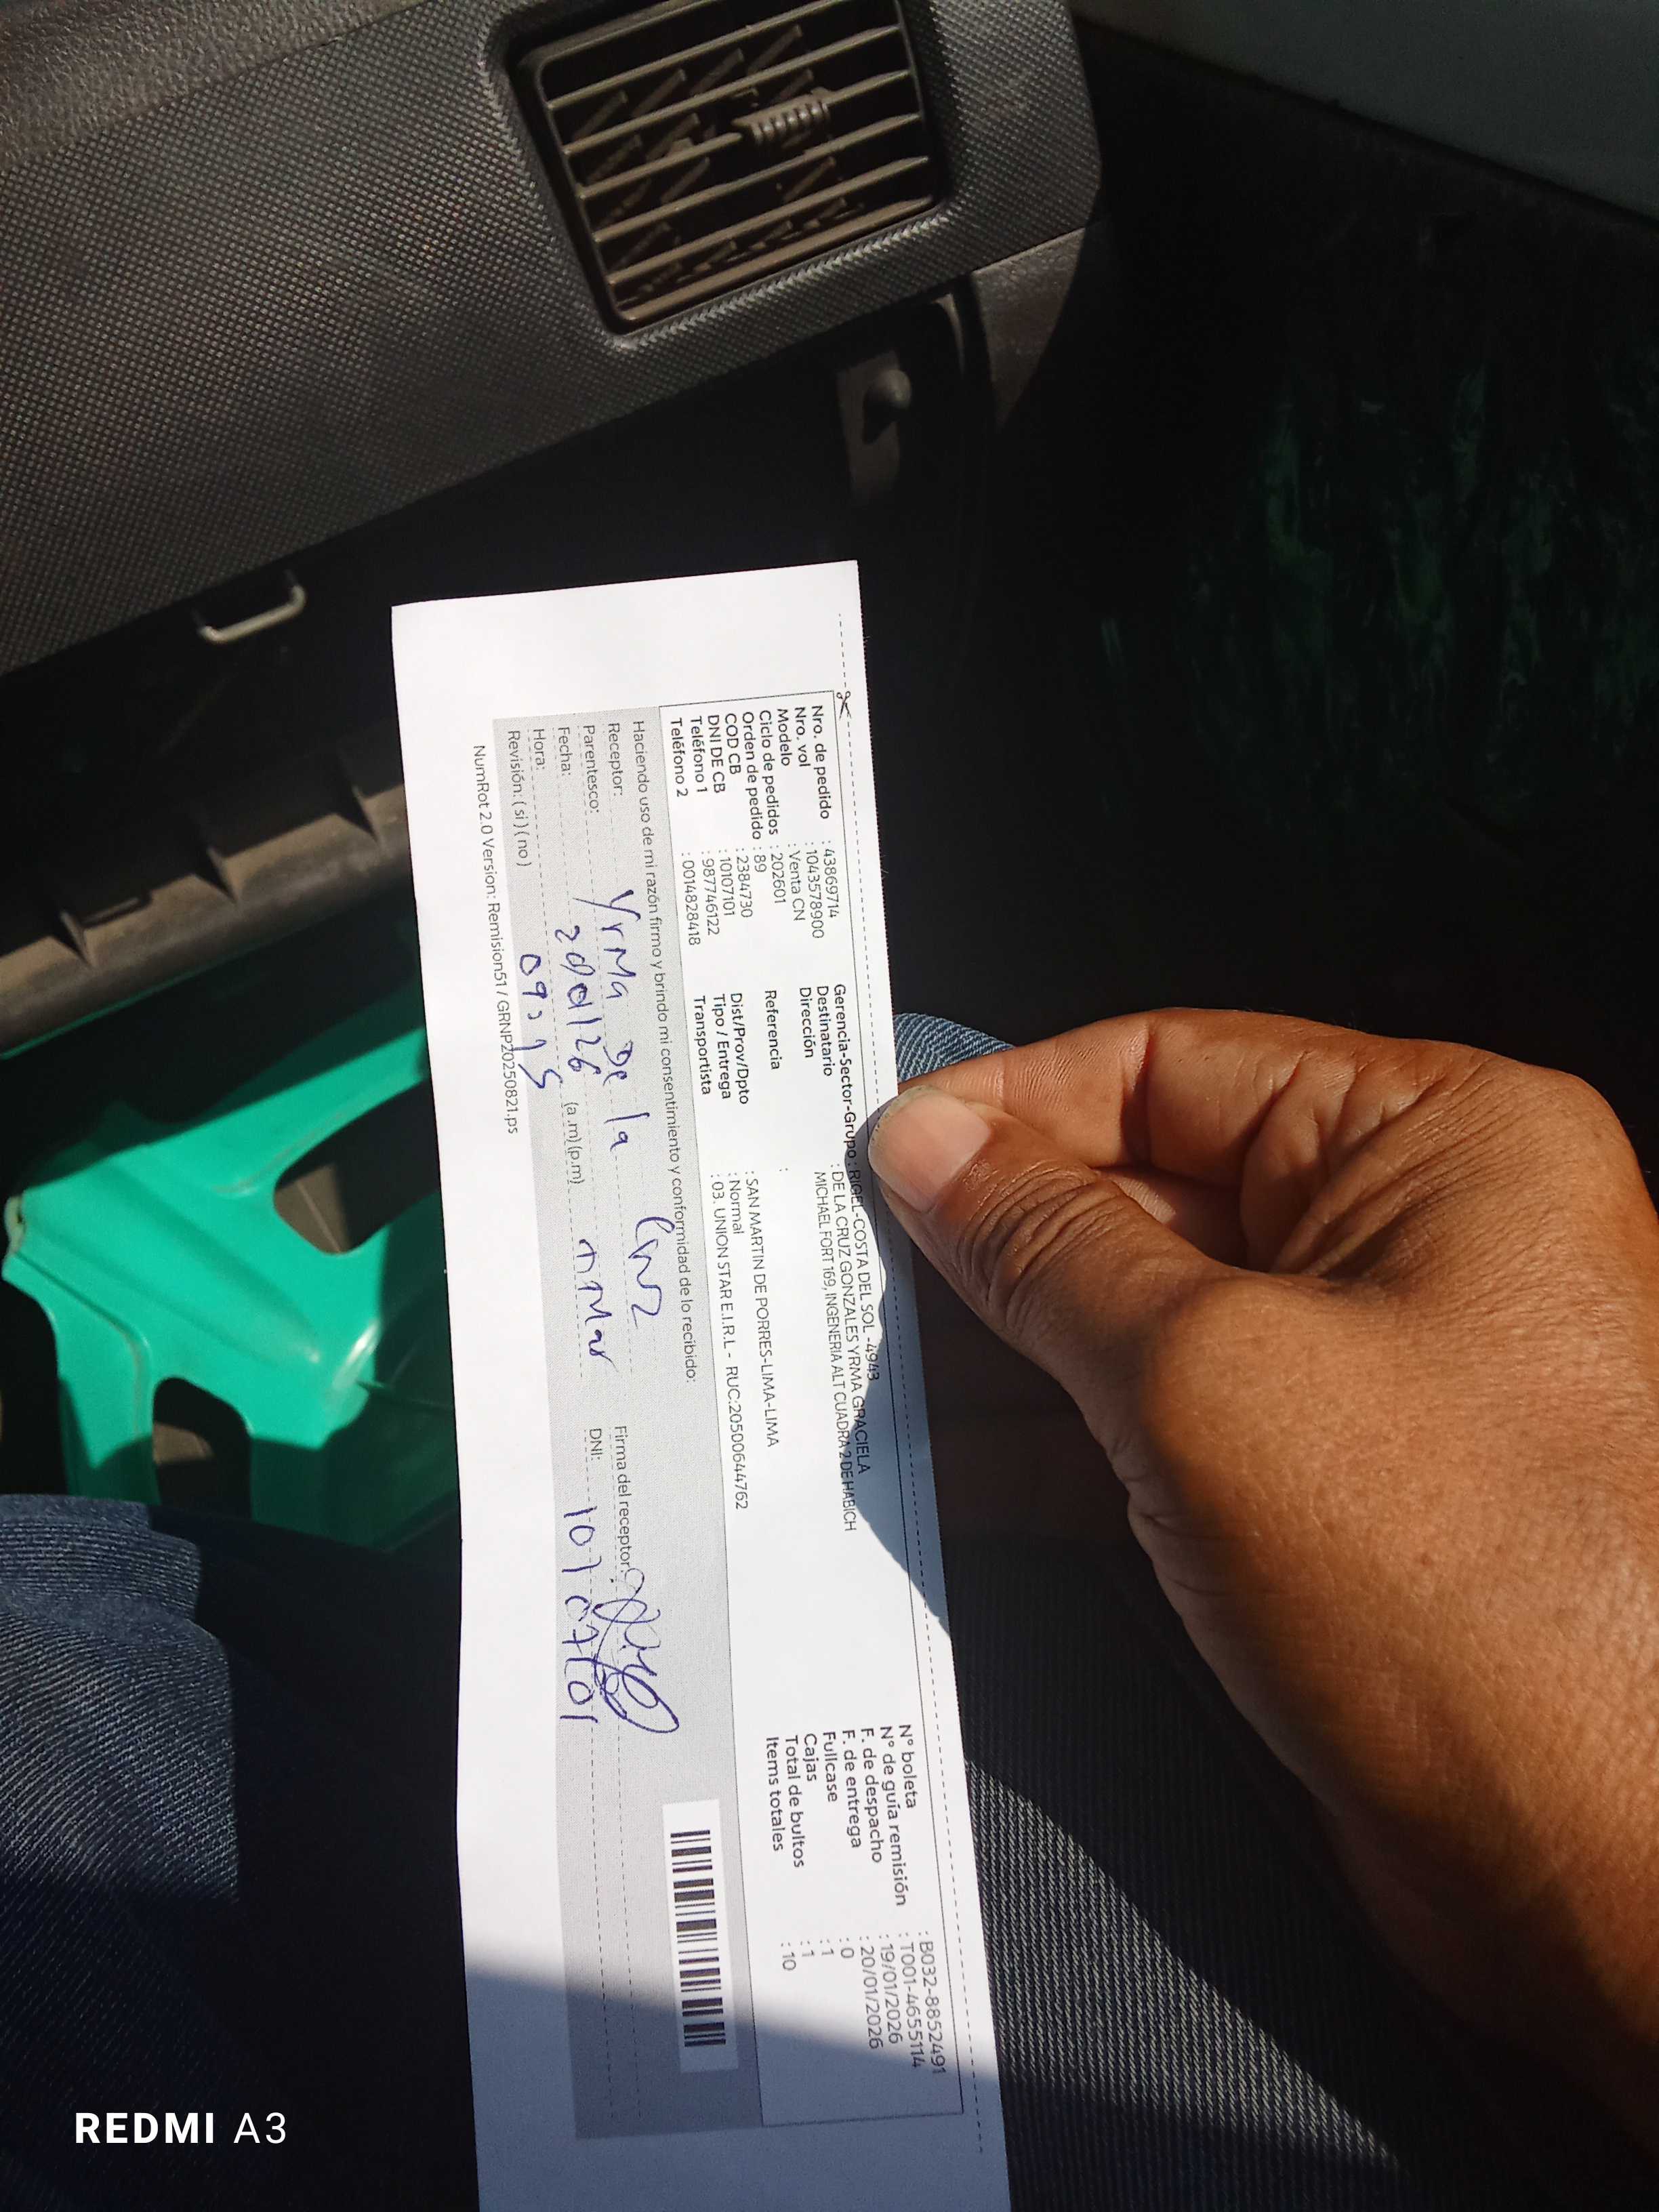 Nro. de pedido : 43869714
Nro. vol : 1043578900
Modelo : Venta CN
Ciclo de pedidos : 202601
Orden de pedido : 89
COD CB : 2384730
DNI DE CB : 10107101
Teléfono 1 : 987746122
Teléfono 2 : 0014828418
Gerencia-Sector-Grupo : RIGEL-COSTA DEL SOL -4943
Destinatario : DE LA CRUZ GONZALES YRMA GRACIELA
Dirección : MICHAEL FORT 169, INGENERIA ALT CUADRA 2 DE HABICH
Referencia :
Dist/Prov/Dpto : SAN MARTIN DE PORRES-LIMA-LIMA
Tipo / Entrega : Normal
Transportista : 03. UNION STAR E.I.R.L - RUC:20500644762
N° boleta : B032-8852491
N° de guía remisión : T001-4655114
F. de despacho : 19/01/2026
F. de entrega : 20/01/2026
Fullcase : 0
Cajas : 1
Total de bultos : 1
Items totales : 10
Haciendo uso de mi razón firmo y brindo mi consentimiento y conformidad de lo recibido:
Receptor: Yrma De la Cruz
Firma del receptor:
Parentesco:
DNI: 10107101
Fecha: 20/01/26
Hora: 09:15 (a.m)(p.m)
Revisión: (si) (no)
NumRot 2.0 Version: Remision51 / GRNP20250821.ps
REDMI A3